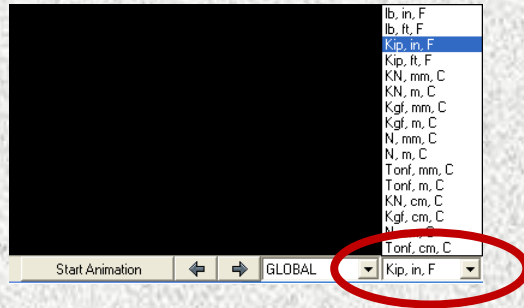 lb, in, F
lb, ft, F
Kip, in, F
Kip, ft, F
KN, mm, C
KN, m, C
Kgf, mm, C
Kgf, m, C
N, mm, C
N, m, C
Tonf, mm, C
Tonf, m, C
KN, cm, C
Kgf, cm, C
Tonf, cm, C
Start Animation GLOBAL Kip, in, F